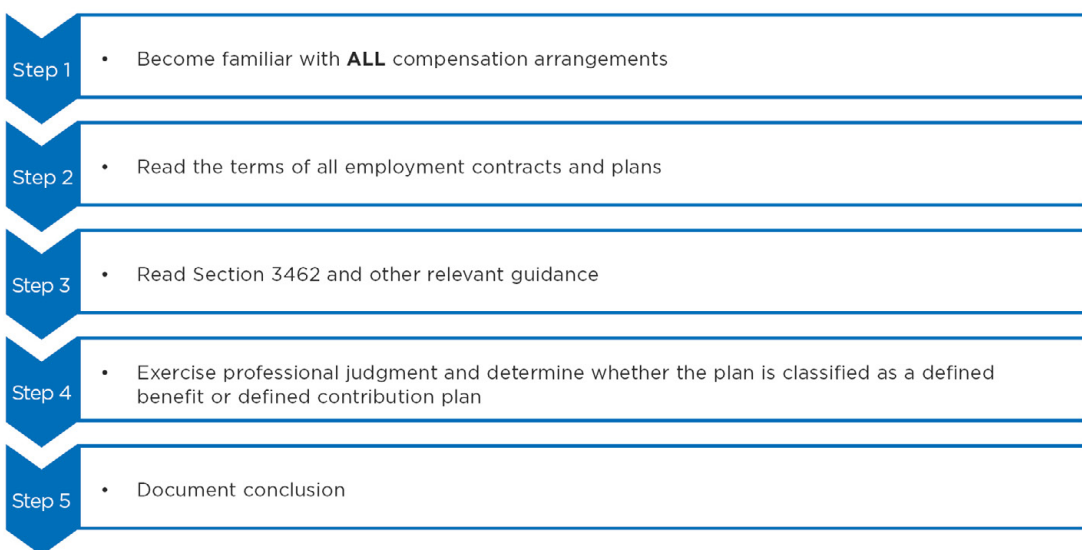 Step 1
• Become familiar with ALL compensation arrangements
Step 2
• Read the terms of all employment contracts and plans
Step 3
• Read Section 3462 and other relevant guidance
Step 4
• Exercise professional judgment and determine whether the plan is classified as a defined
benefit or defined contribution plan
Step 5
• Document conclusion